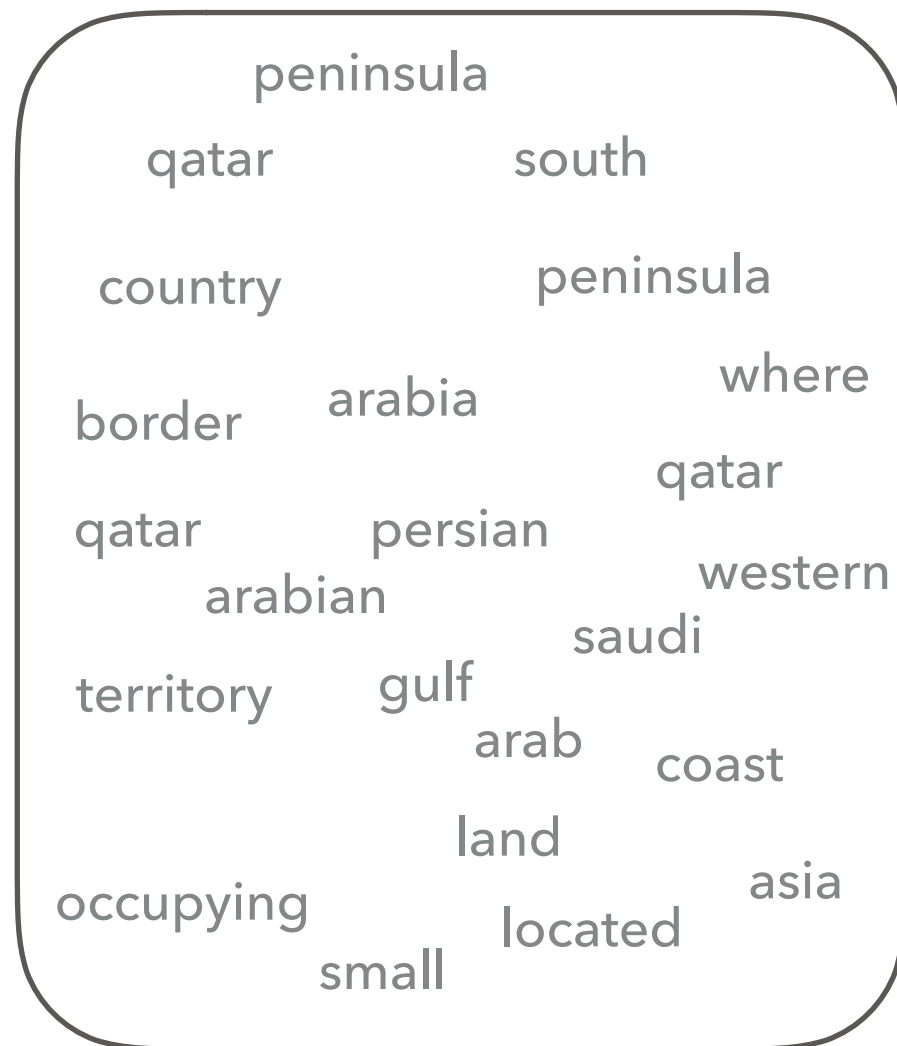 peninsula
qatar south
country peninsula
where
arabia
border
qatar
qatar persian
western
arabian
saudi
territory gulf
arab
coast
land
asia
occupying
located
small